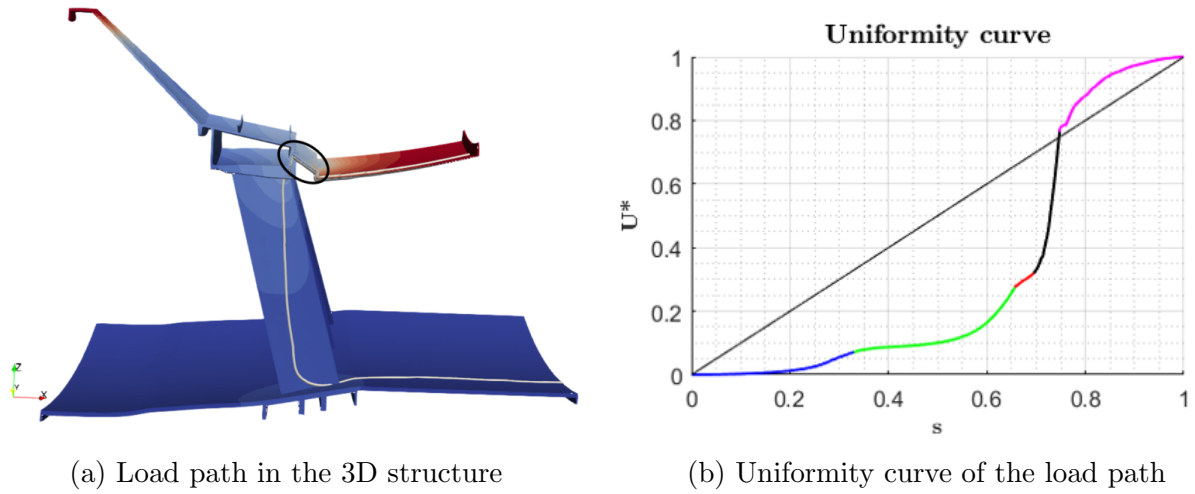 Uniformity curve
1
0.8
0.6
0.4
0.2
0
U*
0 0.2 0.4 0.6 0.8 1
s
Z
Y
X
(a) Load path in the 3D structure
(b) Uniformity curve of the load path